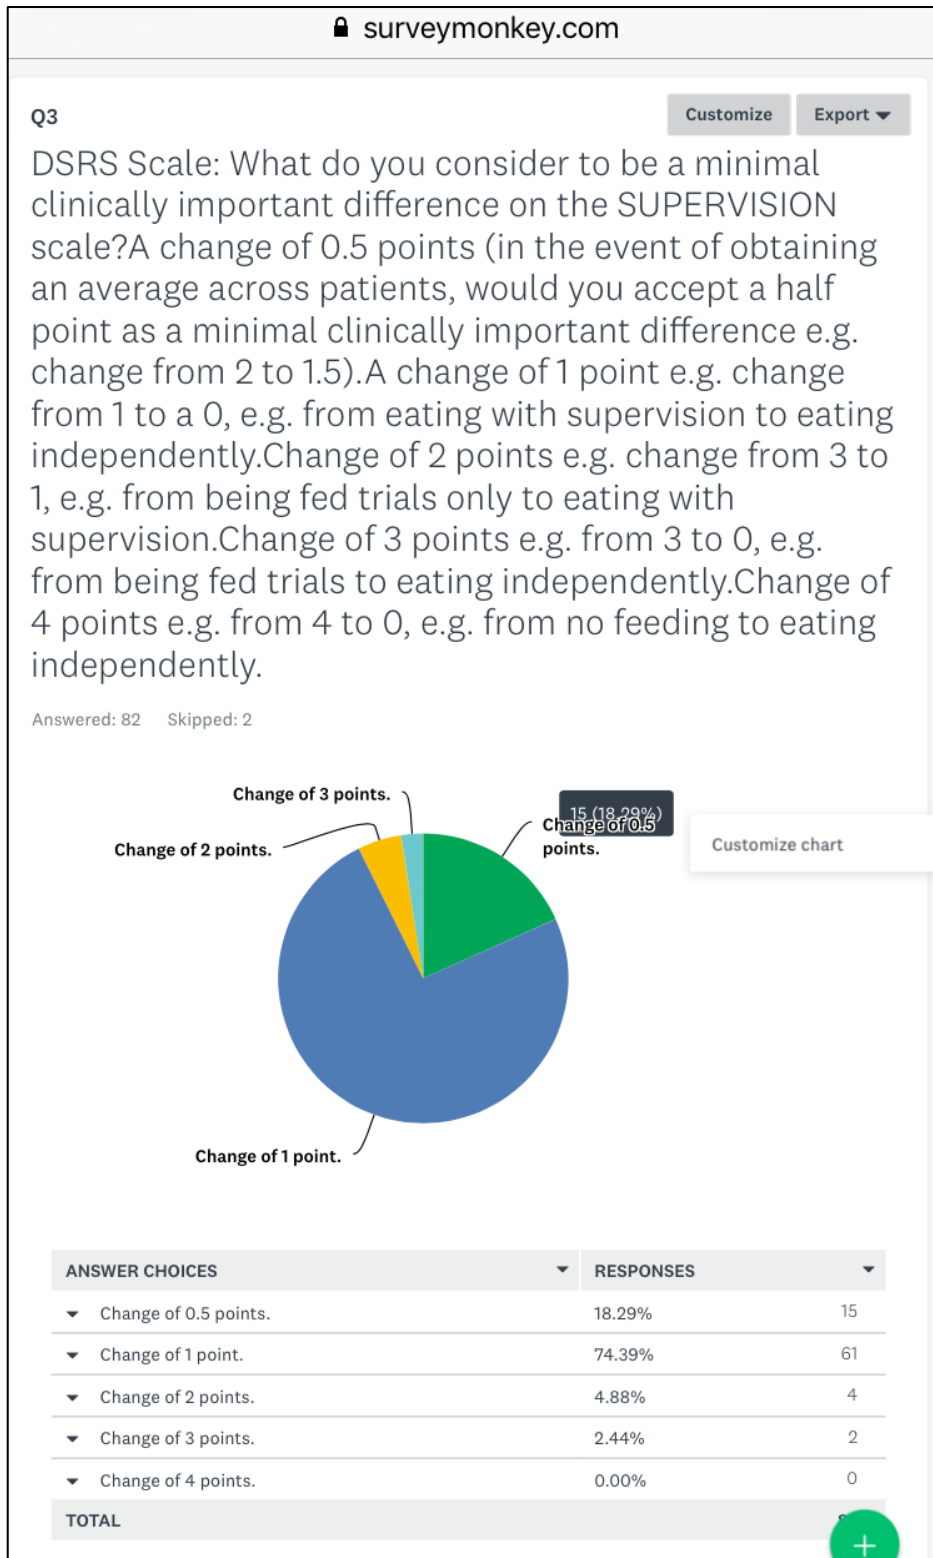 surveymonkey.com
Q3
Customize
Export
DSRS Scale: What do you consider to be a minimal
clinically important difference on the SUPERVISION
scale?A change of 0.5 points (in the event of obtaining
an average across patients, would you accept a half
point as a minimal clinically important difference e.g.
change from 2 to 1.5).A change of 1 point e.g. change
from 1 to a 0, e.g. from eating with supervision to eating
independently.Change of 2 points e.g. change from 3 to
1, e.g. from being fed trials only to eating with
supervision.Change of 3 points e.g. from 3 to 0, e.g.
from being fed trials to eating independently.Change of
4 points e.g. from 4 to 0, e.g. from no feeding to eating
independently.
Answered: 82 Skipped: 2
Change of 3 points.
15 (18.29%)
Change of 0.5
points.
Change of 2 points.
Customize chart
Change of 1 point.
ANSWER CHOICES RESPONSES
Change of 0.5 points. 18.29% 15
Change of 1 point. 74.39% 61
Change of 2 points. 4.88% 4
Change of 3 points. 2.44% 2
Change of 4 points. 0.00% 0
TOTAL
+